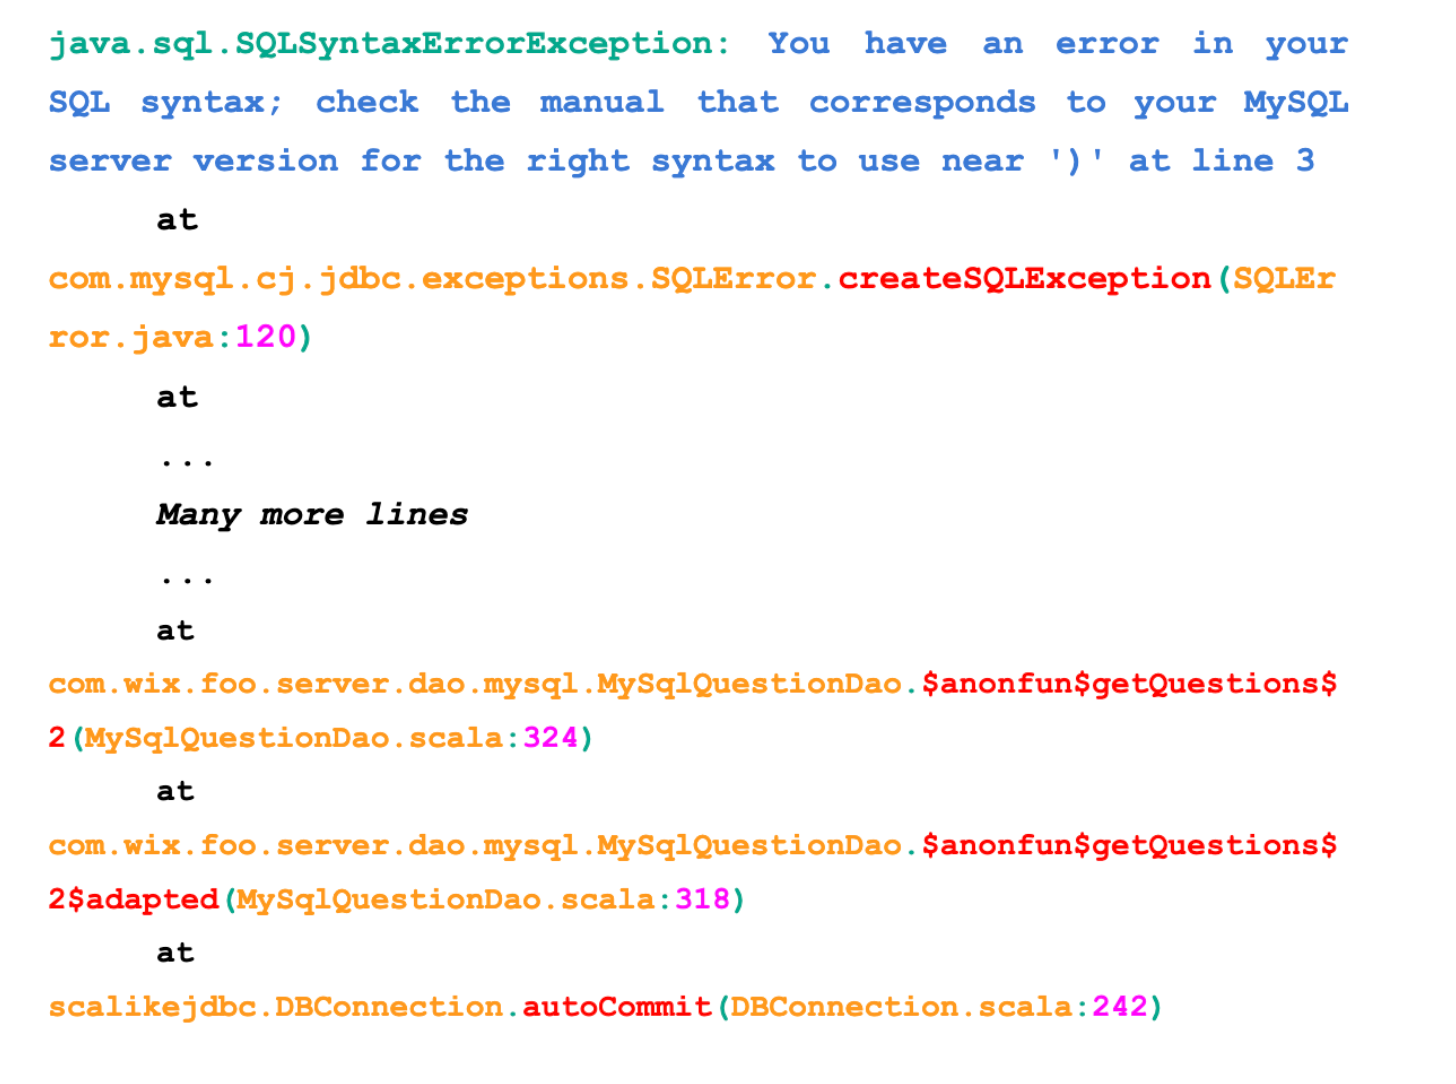 java.sql.SQLSyntaxErrorException: You have an error in your
SQL syntax; check the manual that corresponds to your MySQL
server version for the right syntax to use near ')' at line 3
at
com.mysql.cj.jdbc.exceptions.SQLError.createSQLException(SQLEr
ror.java:120)
at
...
Many more lines
...
at
com.wix.foo.server.dao.mysql.MySqlQuestionDao.$anonfun$getQuestions$
2(MySqlQuestionDao.scala:324)
at
com.wix.foo.server.dao.mysql.MySqlQuestionDao.$anonfun$getQuestions$
2$adapted(MySqlQuestionDao.scala:318)
at
scalikejdbc.DBConnection.autoCommit(DBConnection.scala:242)